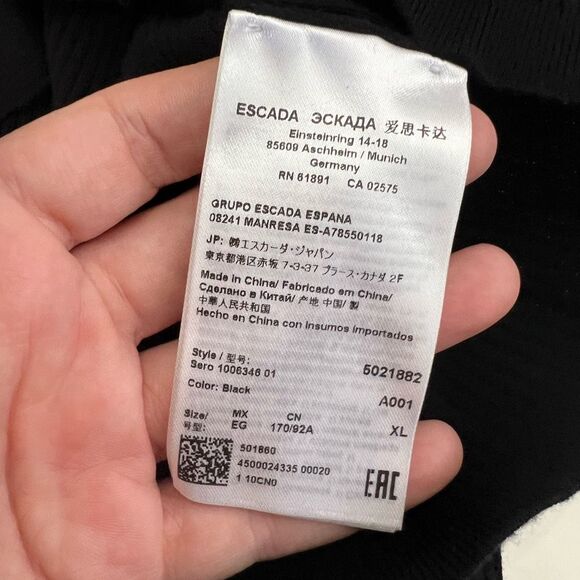 ESCADA ЭСКАДА 爱思卡达
Einsteinring 14-18
85609 Aschheim / Munich
Germany
RN 61891 CA 02575
GRUPO ESCADA ESPANA
08241 MANRESA ES-A78550118
JP: ㈱エスカーダ・ジャパン
東京都港区赤坂 7-3-37 プラース・カナダ 2F
Made in China/ Fabricado em China/
Сделано в Китай/ 产地 中国/ 製
中華人民共和国
Hecho en China con insumos importados
Style / 型号: 5021882
Sero 1006346 01
Color: Black A001
Size/ MX CN XL
号型: EG 170/92A
501860
4500024335 00020
1 10CN0
EAC